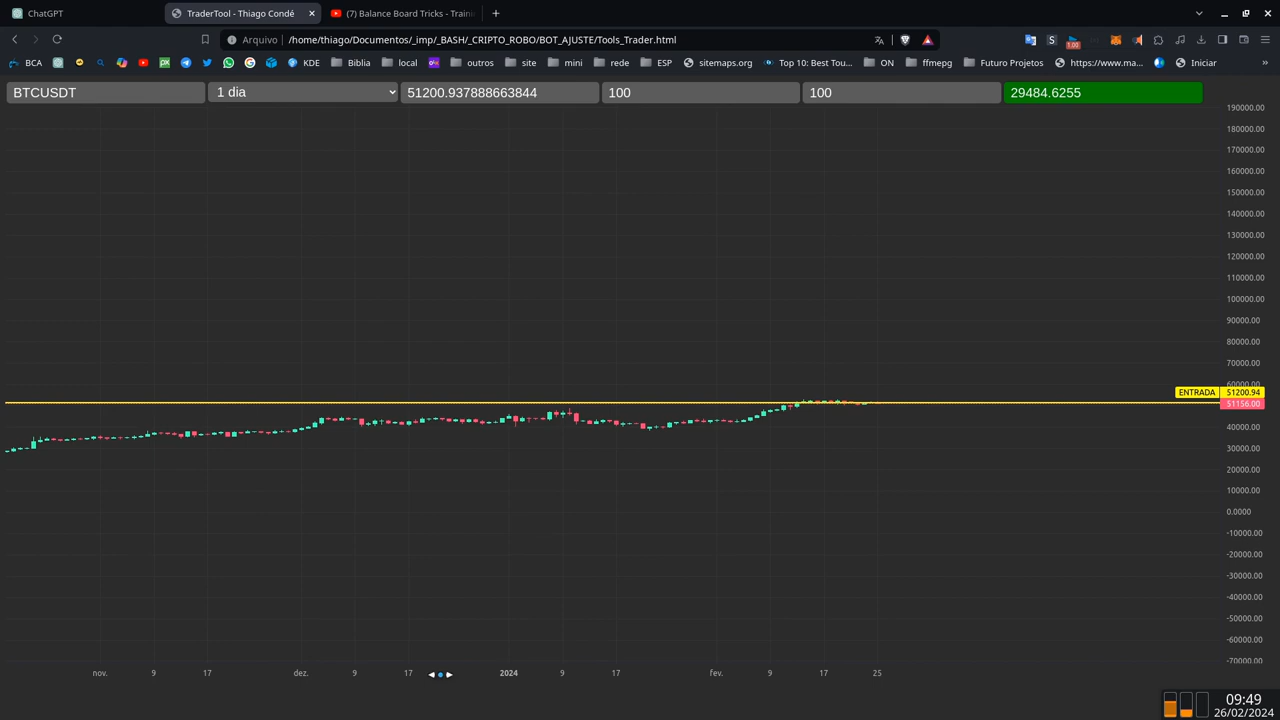 ChatGPT
TraderTool - Thiago Condé
(7) Balance Board Tricks - Traini
Arquivo
/home/thiago/Documentos/_imp/_BASH/_CRIPTO_ROBO/BOT_AJUSTE/Tools_Trader.html
1.00
BCA
KDE
Biblia
local
outros
site
mini
rede
ESP
sitemaps.org
Top 10: Best Tou...
ON
ffmepg
Futuro Projetos
https://www.ma...
Iniciar
»
BTCUSDT
1 dia
51200.937888663844
100
100
29484.6255
190000.00
180000.00
170000.00
160000.00
150000.00
140000.00
130000.00
120000.00
110000.00
100000.00
90000.00
80000.00
70000.00
60000.00
ENTRADA 51200.94
51156.00
40000.00
30000.00
20000.00
10000.00
0.0000
-10000.00
-20000.00
-30000.00
-40000.00
-50000.00
-60000.00
-70000.00
nov.
9
17
dez.
9
17
2024
9
17
fev.
9
17
25
09:49
26/02/2024